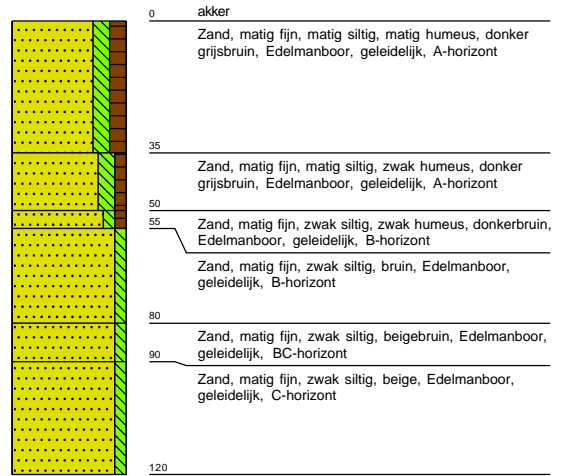 0 akker
Zand, matig fijn, matig siltig, matig humeus, donker
grijsbruin, Edelmanboor, geleidelijk, A-horizont
35
Zand, matig fijn, matig siltig, zwak humeus, donker
grijsbruin, Edelmanboor, geleidelijk, A-horizont
50
Zand, matig fijn, zwak siltig, zwak humeus, donkerbruin,
Edelmanboor, geleidelijk, B-horizont
55
Zand, matig fijn, zwak siltig, bruin, Edelmanboor,
geleidelijk, B-horizont
80
Zand, matig fijn, zwak siltig, beigebruin, Edelmanboor,
geleidelijk, BC-horizont
90
Zand, matig fijn, zwak siltig, beige, Edelmanboor,
geleidelijk, C-horizont
120